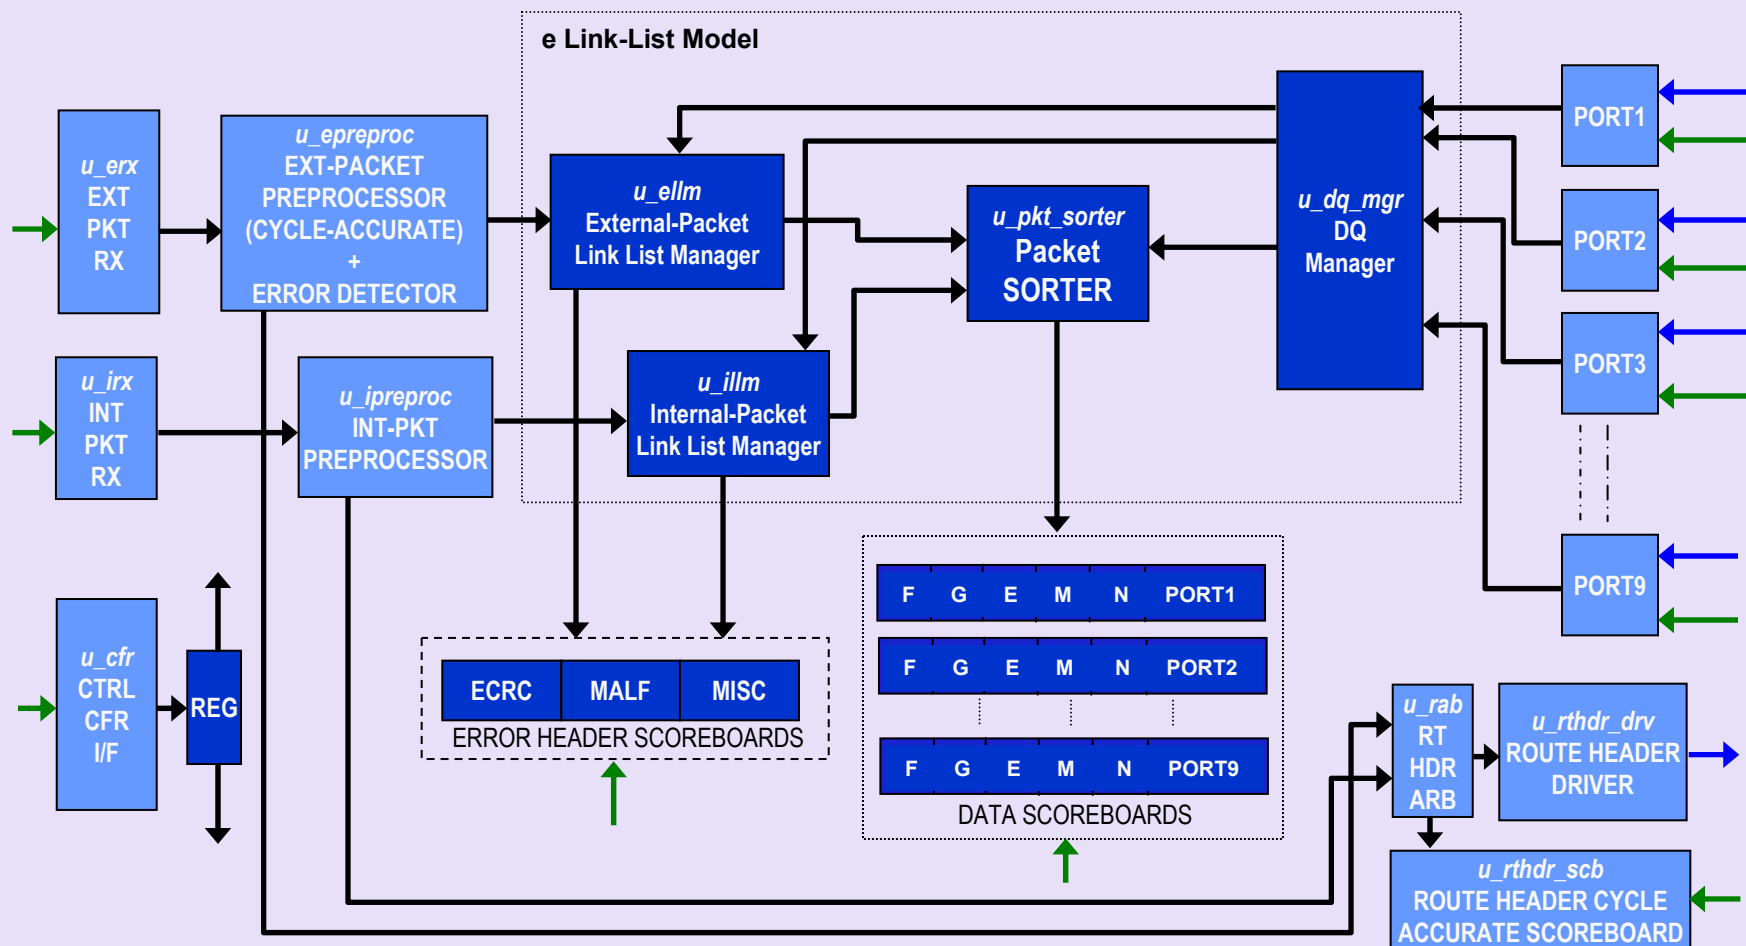 e Link-List Model
u_erx
EXT
PKT
RX
u_epreproc
EXT-PACKET
PREPROCESSOR
(CYCLE-ACCURATE)
+
ERROR DETECTOR
u_ellm
External-Packet
Link List Manager
u_pkt_sorter
Packet
SORTER
u_dq_mgr
DQ
Manager
PORT1
PORT2
PORT3
PORT9
u_irx
INT
PKT
RX
u_ipreproc
INT-PKT
PREPROCESSOR
u_illm
Internal-Packet
Link List Manager
u_cfr
CTRL
CFR
I/F
REG
ECRC MALF MISC
ERROR HEADER SCOREBOARDS
F G E M N PORT1
F G E M N PORT2
F G E M N PORT9
DATA SCOREBOARDS
u_rab
RT
HDR
ARB
u_rthdr_drv
ROUTE HEADER
DRIVER
u_rthdr_scb
ROUTE HEADER CYCLE
ACCURATE SCOREBOARD